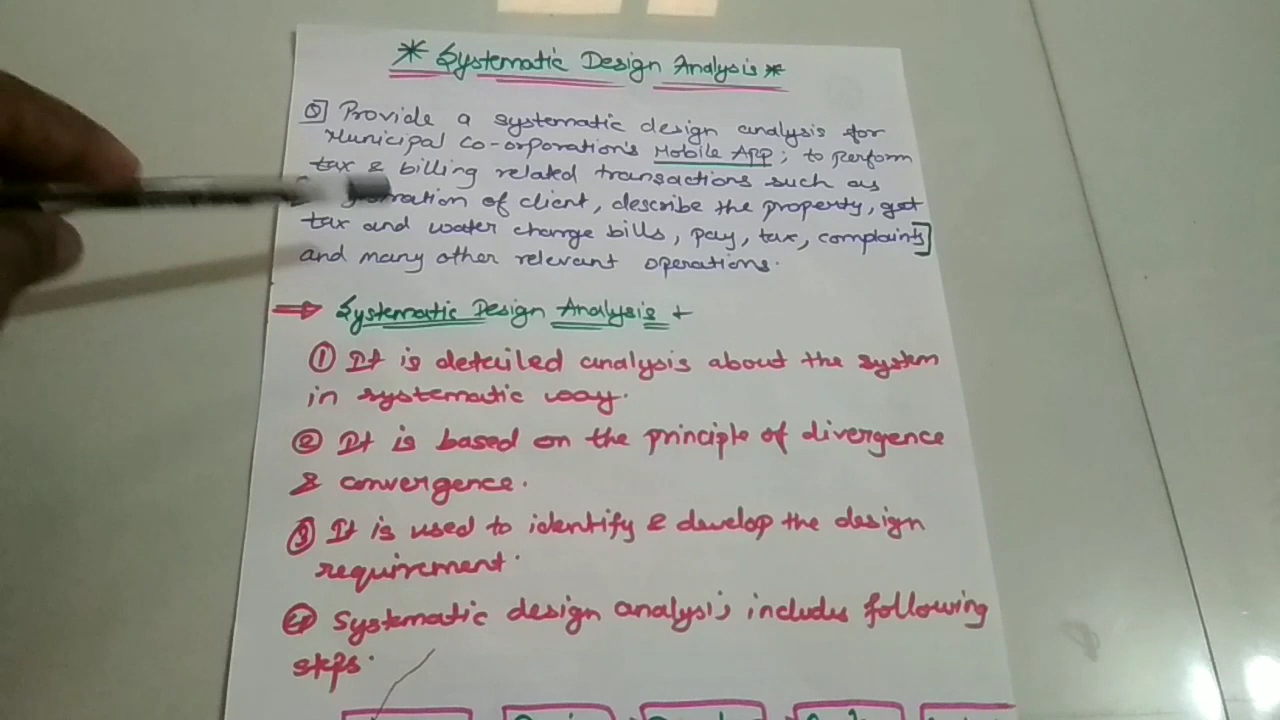 * Systematic Design Analysis *
Q] Provide a systematic design analysis for
Municipal Co-orporation's Mobile App; to perform
tax & billing related transactions such as
of client, describe the property, get
tax and water charge bills, pay, tax, complaints]
and many other relevant operations.
⇒ Systematic Design Analysis +
① It is detailed analysis about the system
in systematic way.
② It is based on the principle of divergence
& convergence.
③ It is used to identify & develop the design
requirement.
④ Systematic design analysis includes following
steps.